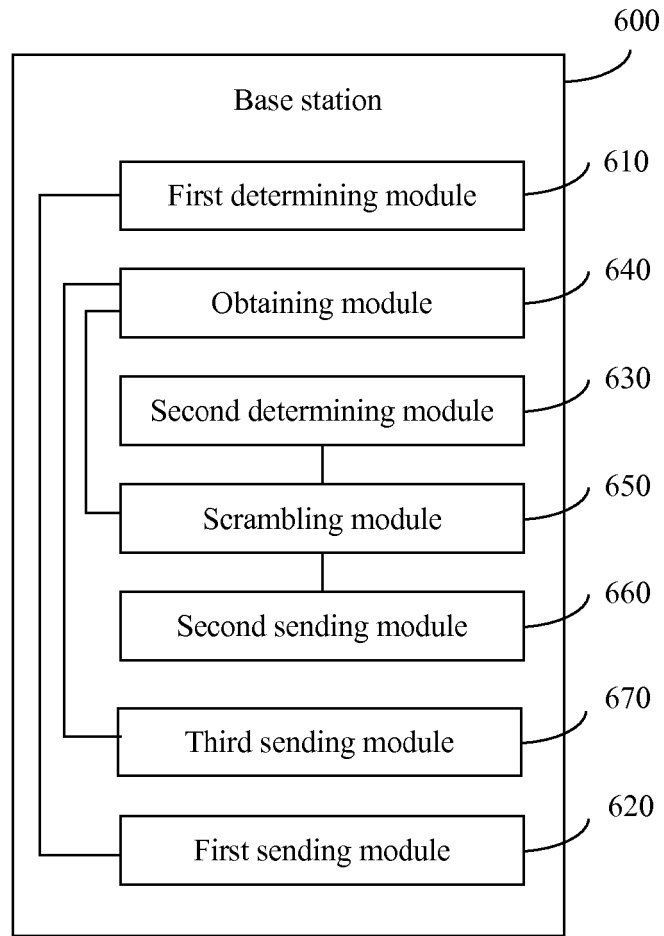 600
Base station
610
First determining module
640
Obtaining module
630
Second determining module
650
Scrambling module
660
Second sending module
670
Third sending module
620
First sending module